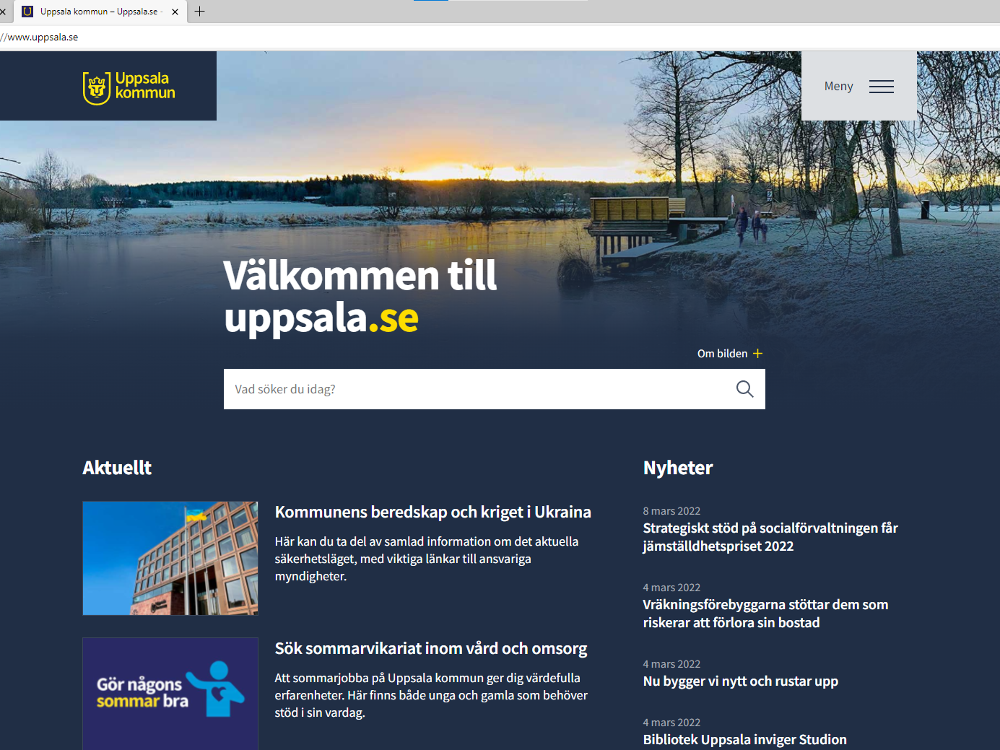 Uppsala kommun – Uppsala.se -
//www.uppsala.se
Uppsala
kommun
Meny
Välkommen till
uppsala.se
Om bilden
Vad söker du idag?
Aktuellt
Kommunens beredskap och kriget i Ukraina
Här kan du ta del av samlad information om det aktuella
säkerhetsläget, med viktiga länkar till ansvariga
myndigheter.
Gör någons
sommar bra
Sök sommarvikariat inom vård och omsorg
Att sommarjobba på Uppsala kommun ger dig värdefulla
erfarenheter. Här finns både unga och gamla som behöver
stöd i sin vardag.
Nyheter
8 mars 2022
Strategiskt stöd på socialförvaltningen får
jämställdhetspriset 2022
4 mars 2022
Vräkningsförebyggarna stöttar dem som
riskerar att förlora sin bostad
4 mars 2022
Nu bygger vi nytt och rustar upp
4 mars 2022
Bibliotek Uppsala inviger Studion